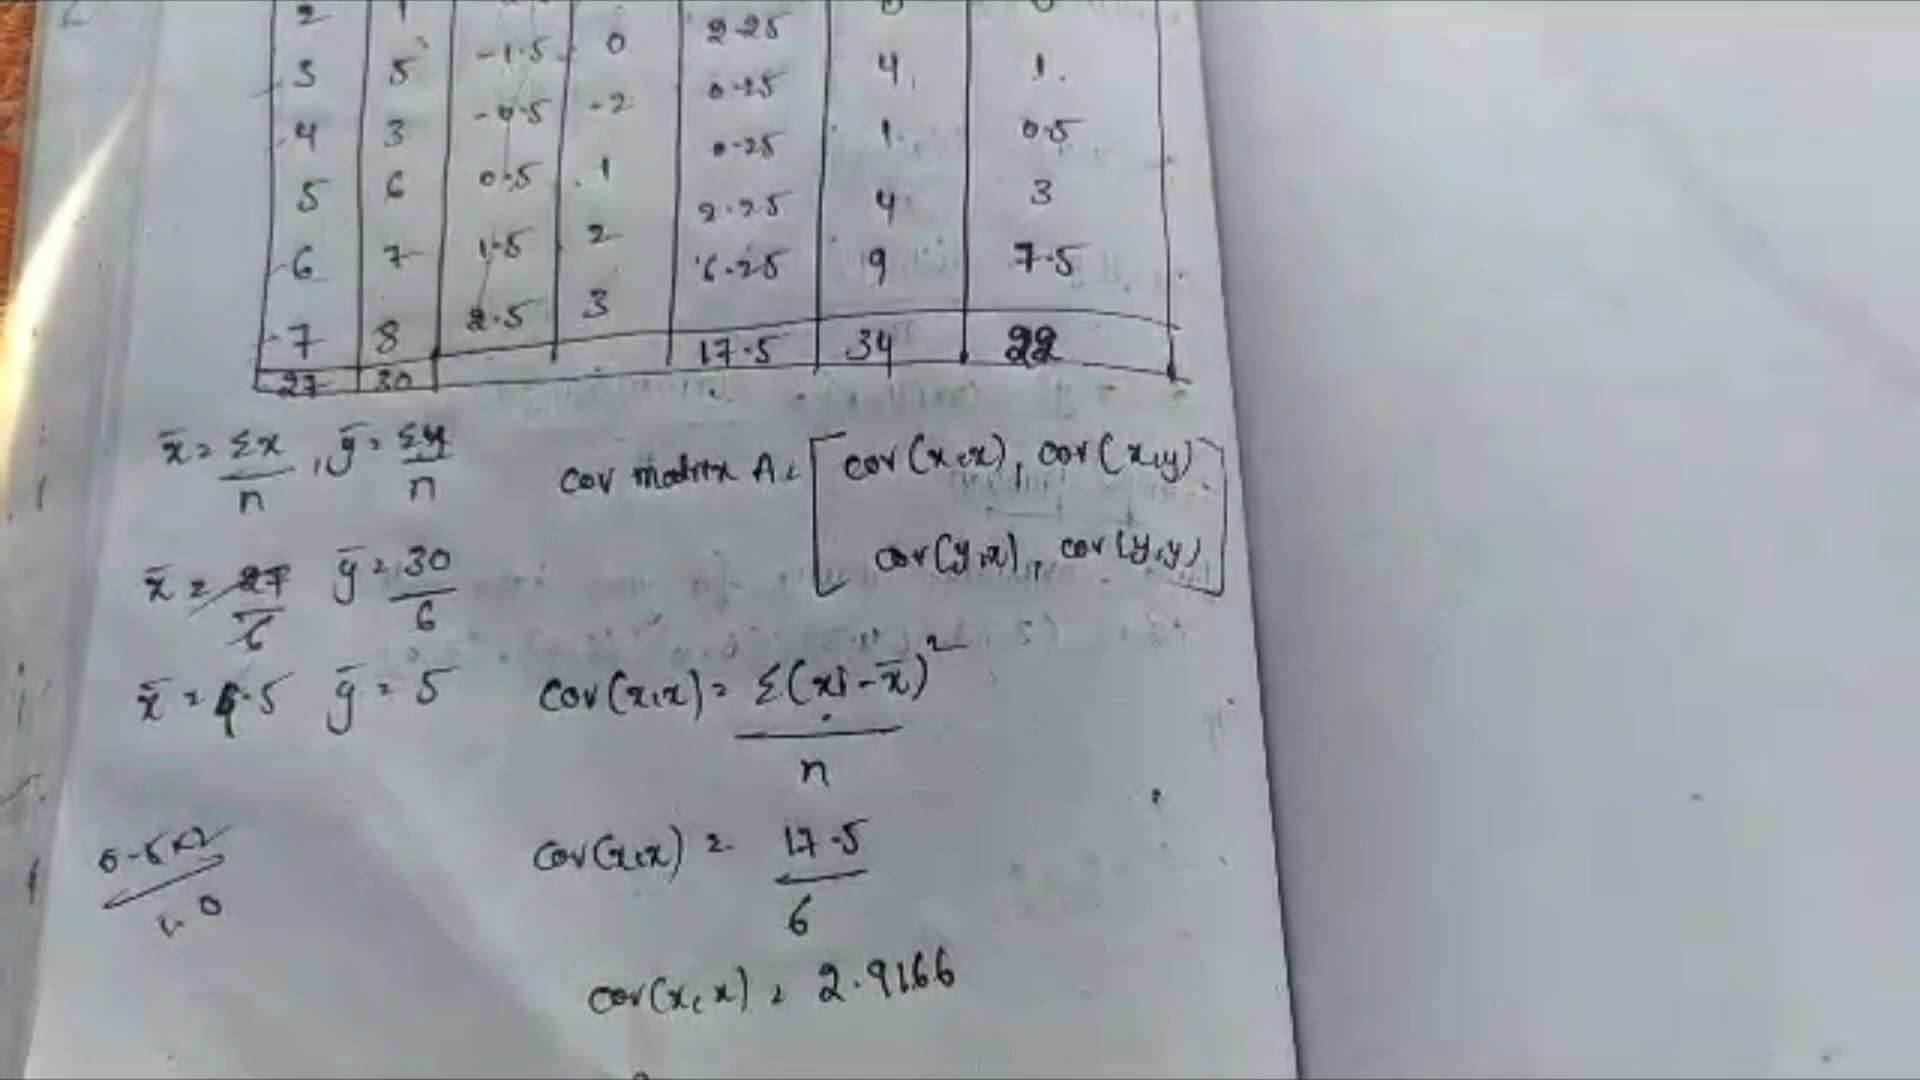 2 1 2.25 0 0
3 5 -1.5 0 0.25 4 1
4 3 -0.5 -2 0.25 1 0.5
5 6 0.5 1 2.25 4 3
6 7 1.5 2 6.25 9 7.5
7 8 2.5 3 17.5 34 22
27 30
x̄ = Σx/n , ȳ = Σy/n
cov matrix A = [cov(x,x), cov(x,y)
cov(y,x), cov(y,y)]
x̄ = 27/6 ȳ = 30/6
x̄ = 4.5 ȳ = 5
cov(x,x) = Σ(xi-x̄)²/n
cov(x,x) = 17.5/6
cov(x,x) = 2.9166